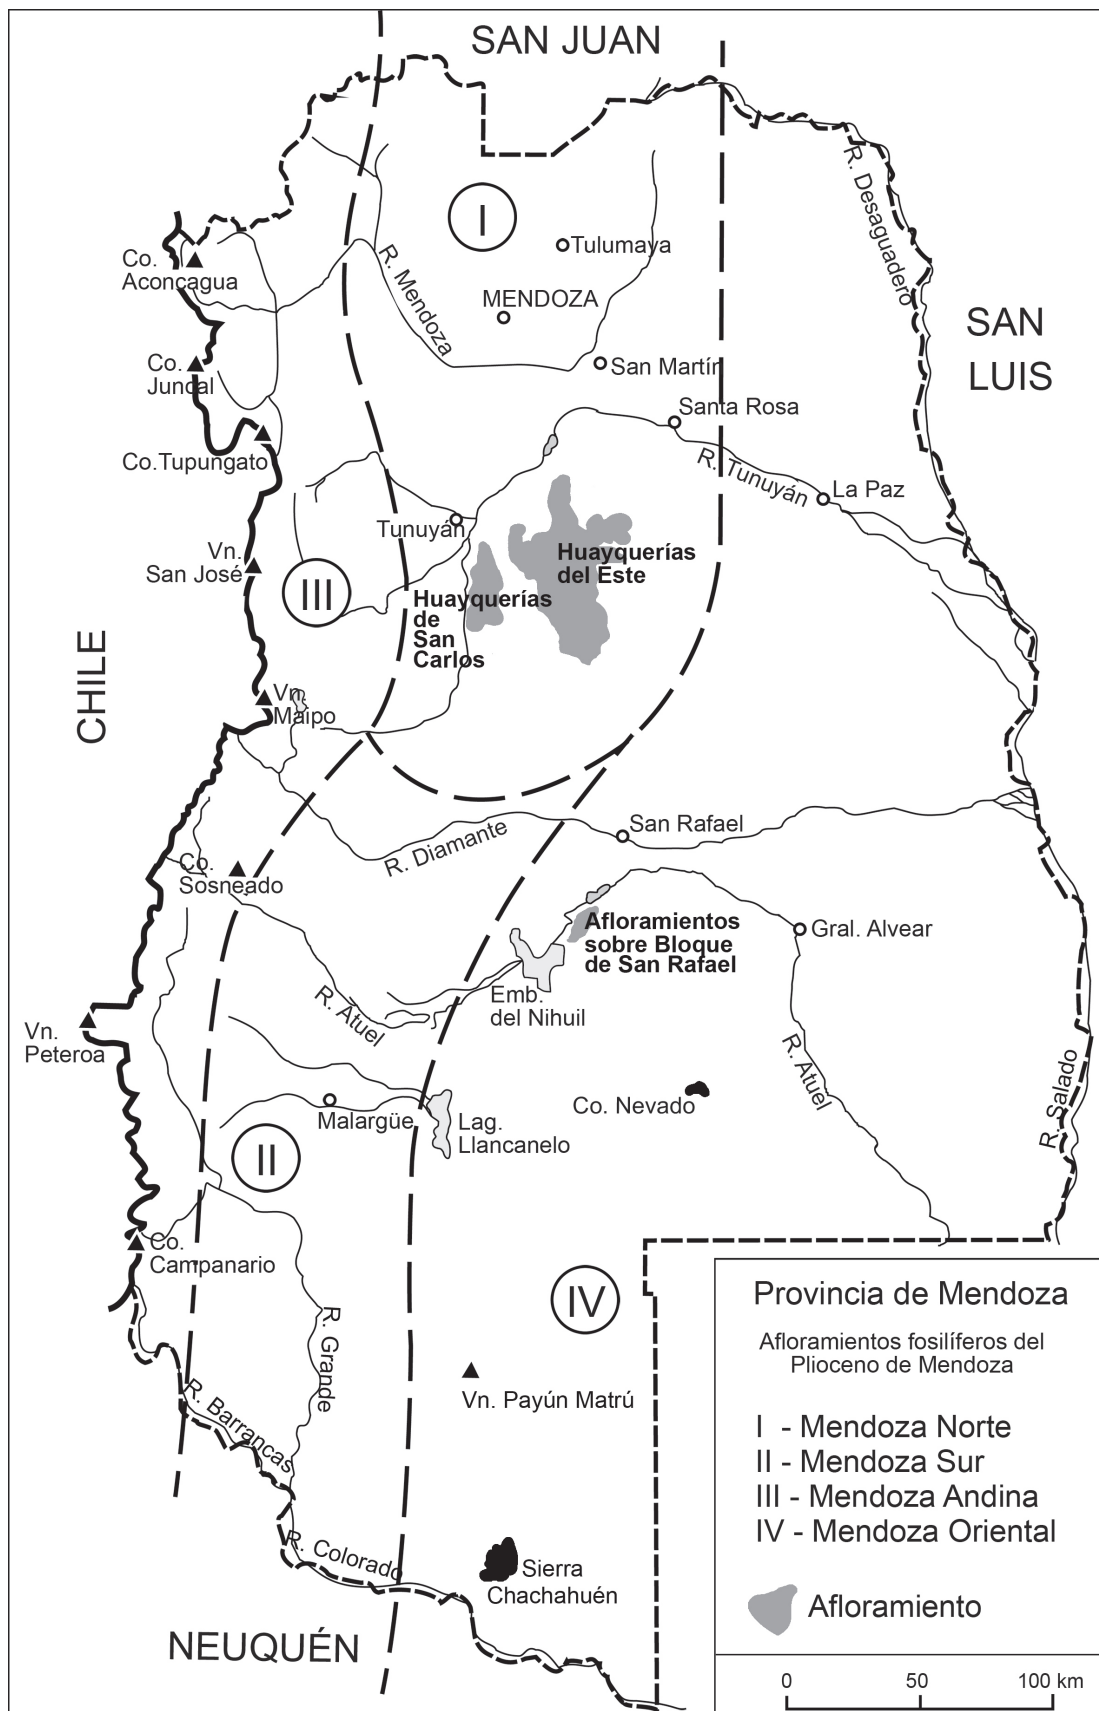 SAN JUAN
I
R. Desaguadero
Tulumaya
Co.
Aconcagua
R. Mendoza
MENDOZA
SAN
LUIS
Co.
Juncal
San Martín
Santa Rosa
Co.Tupungato
R. Tunuyán
La Paz
Tunuyán
Vn.
San José
Huayquerías
del Este
III
Huayquerías
de
San
Carlos
CHILE
Vn.
Maipo
San Rafael
R. Diamante
Co.
Sosneado
Afloramientos
sobre Bloque
de San Rafael
Gral. Alvear
Emb.
del Nihuil
R. Atuel
Vn.
Peteroa
R. Atuel
R. Salado
Co. Nevado
Malargüe
Lag.
Llancanelo
II
Co.
Campanario
IV
R. Grande
Vn. Payún Matrú
R. Barrancas
R. Colorado
Sierra
Chachahuén
NEUQUÉN
Provincia de Mendoza
Afloramientos fosilíferos del
Plioceno de Mendoza
I - Mendoza Norte
II - Mendoza Sur
III - Mendoza Andina
IV - Mendoza Oriental
Afloramiento
0 50 100 km